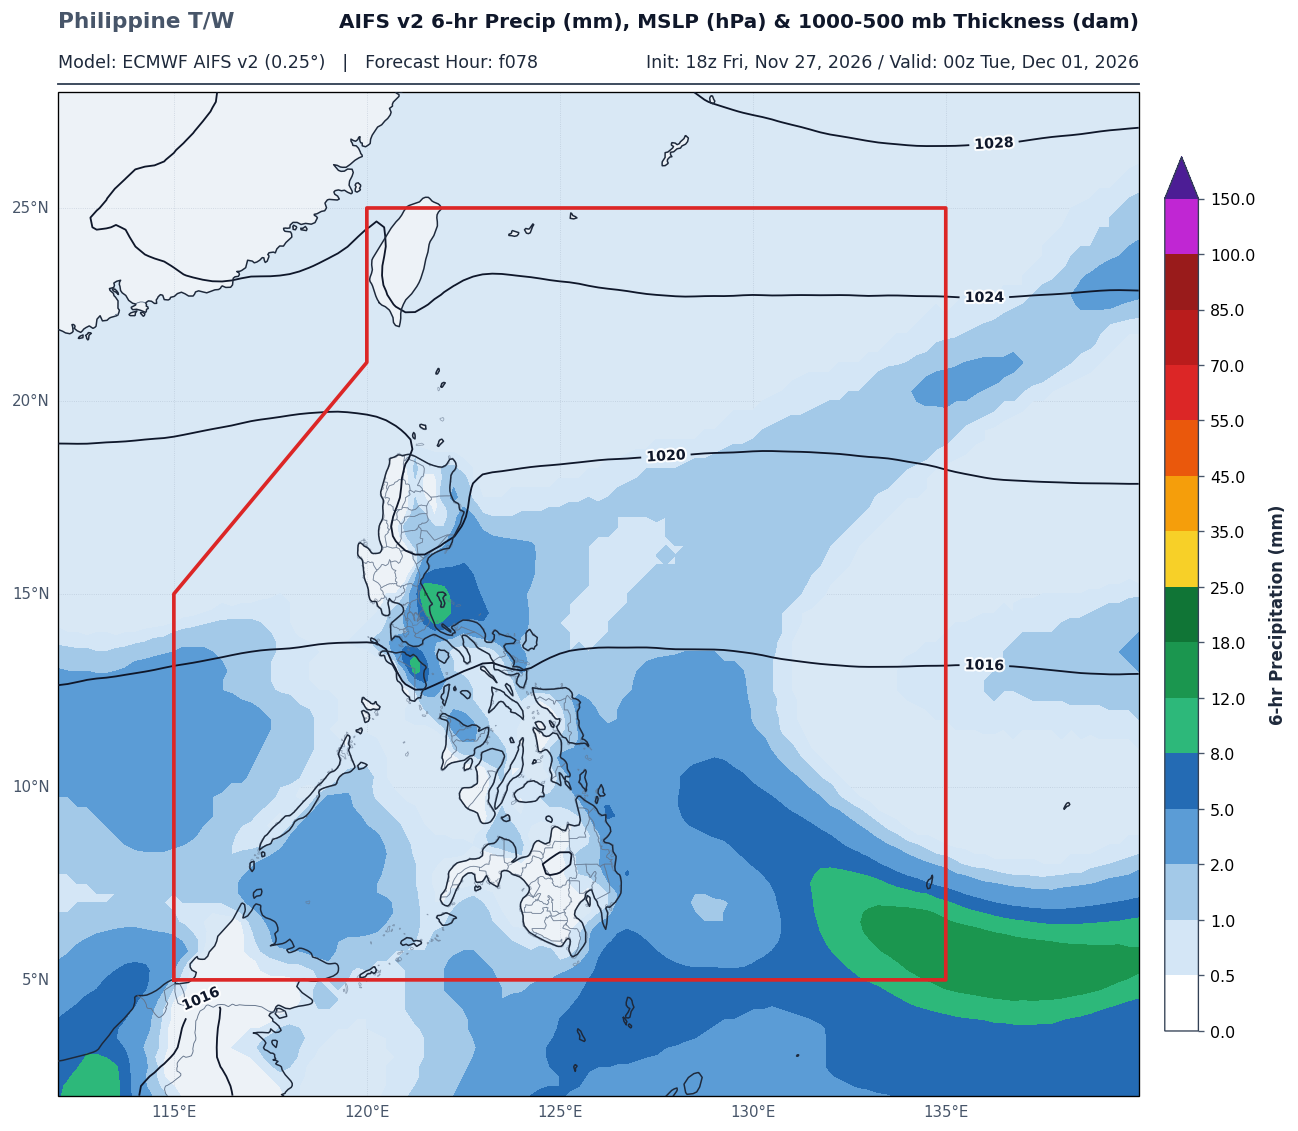 Philippine T/W
AIFS v2 6-hr Precip (mm), MSLP (hPa) & 1000-500 mb Thickness (dam)
Model: ECMWF AIFS v2 (0.25°)   |   Forecast Hour: f078
Init: 18z Fri, Nov 27, 2026 / Valid: 00z Tue, Dec 01, 2026
1028
150.0
25°N
100.0
1024
85.0
70.0
20°N
55.0
1020
45.0
35.0
15°N
25.0
18.0
1016
12.0
8.0
10°N
5.0
2.0
1.0
5°N
0.5
1016
0.0
6-hr Precipitation (mm)
115°E
120°E
125°E
130°E
135°E